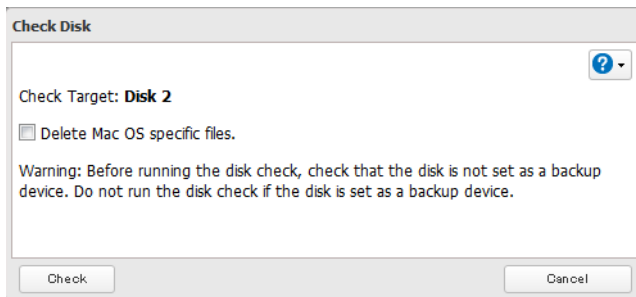 Check Disk
?
Check Target: Disk 2
Delete Mac OS specific files.
Warning: Before running the disk check, check that the disk is not set as a backup
device. Do not run the disk check if the disk is set as a backup device.
Check
Cancel